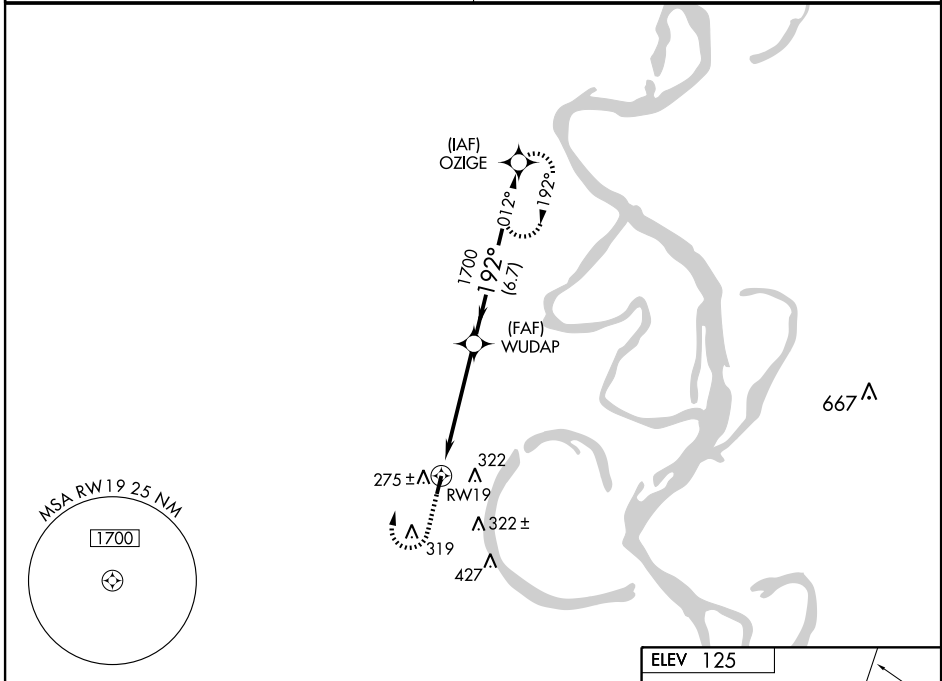 (IAF)
OZIGE
012°
192°
1700
192°
(6.7)
(FAF)
WUDAP
667
275 ±
322
RW19
322 ±
319
427
MSA RW19 25 NM
1700
ELEV 125